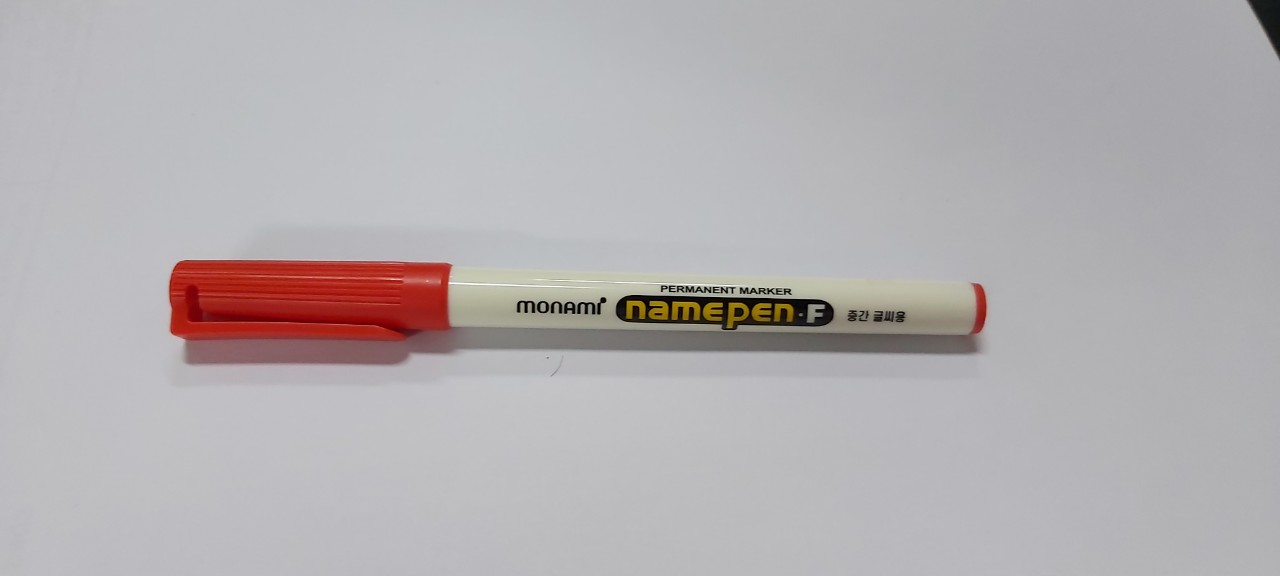 PERMANENT MARKER
monami namepen·F 중간 글씨용